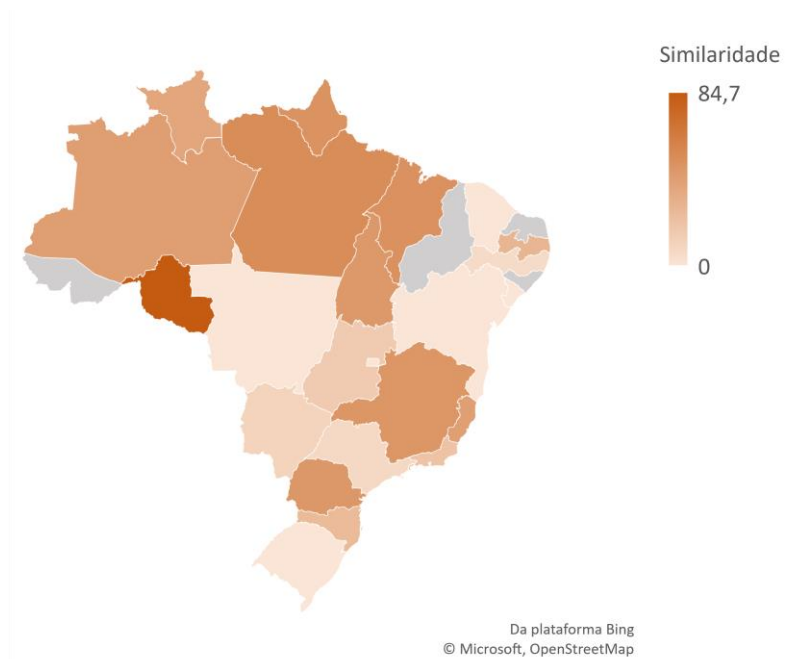 Similaridade
84,7
0
Da plataforma Bing
© Microsoft, OpenStreetMap